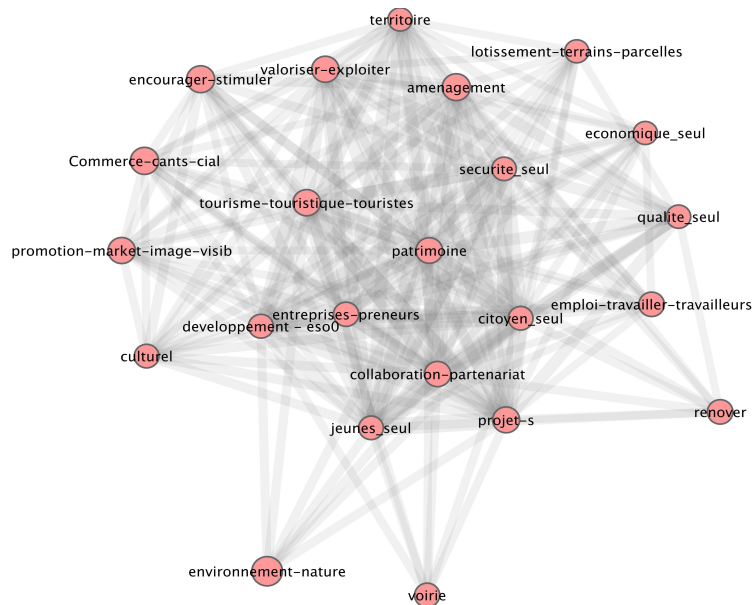 territoire
lotissement-terrains-parcelles
valoriser-exploiter
encourager-stimuler
amenagement
economique_seul
Commerce-cants-cial
securite_seul
tourisme-touristique-touristes
qualite_seul
promotion-market-image-visib
patrimoine
emploi-travailler-travailleurs
entreprises-preneurs
citoyen_seul
developpement - eso0
culturel
collaboration-partenariat
renover
projet-s
jeunes_seul
environnement-nature
voirie